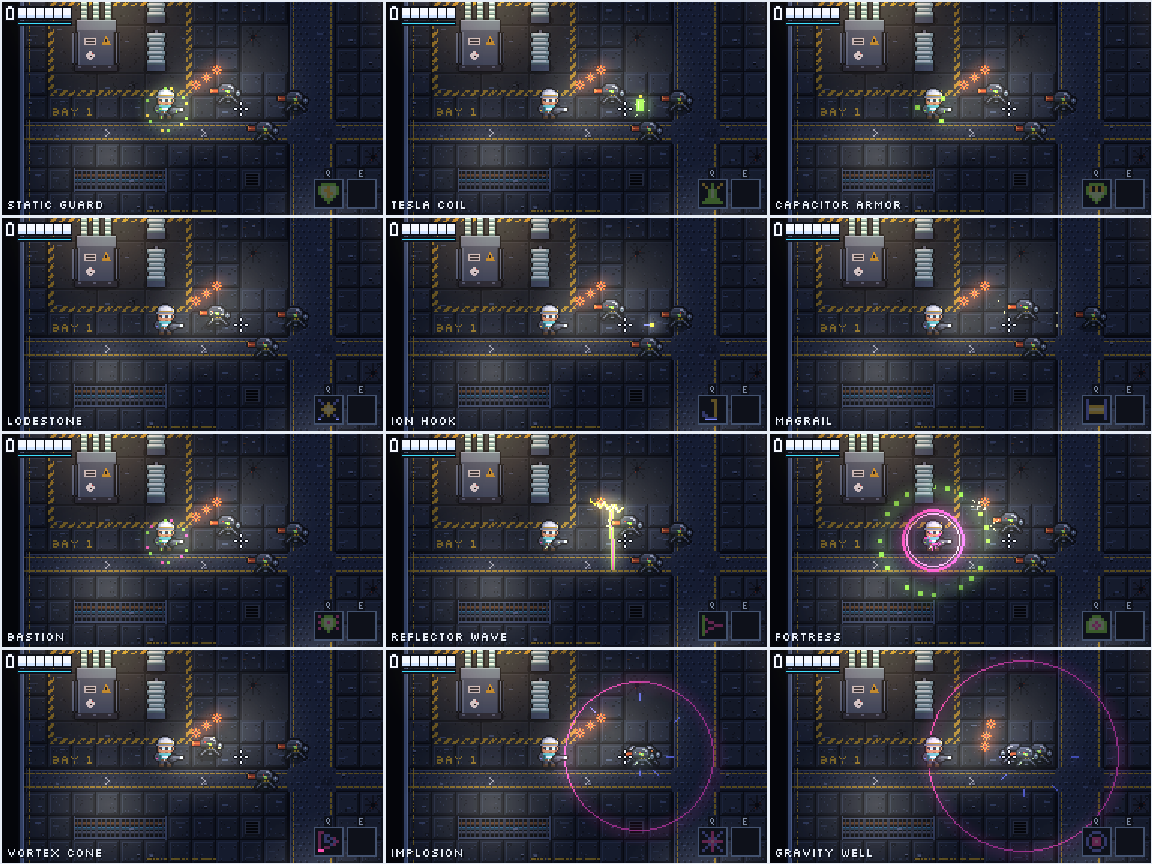 BAY 1
Q E
STATIC GUARD
BAY 1
Q E
TESLA COIL
BAY 1
Q E
CAPACITOR ARMOR
BAY 1
Q E
LODESTONE
BAY 1
Q E
ION HOOK
BAY 1
Q E
MAGRAIL
BAY 1
Q E
BASTION
BAY 1
Q E
REFLECTOR WAVE
BAY 1
Q E
FORTRESS
BAY 1
Q E
VORTEX CONE
BAY 1
Q E
IMPLOSION
BAY 1
Q E
GRAVITY WELL